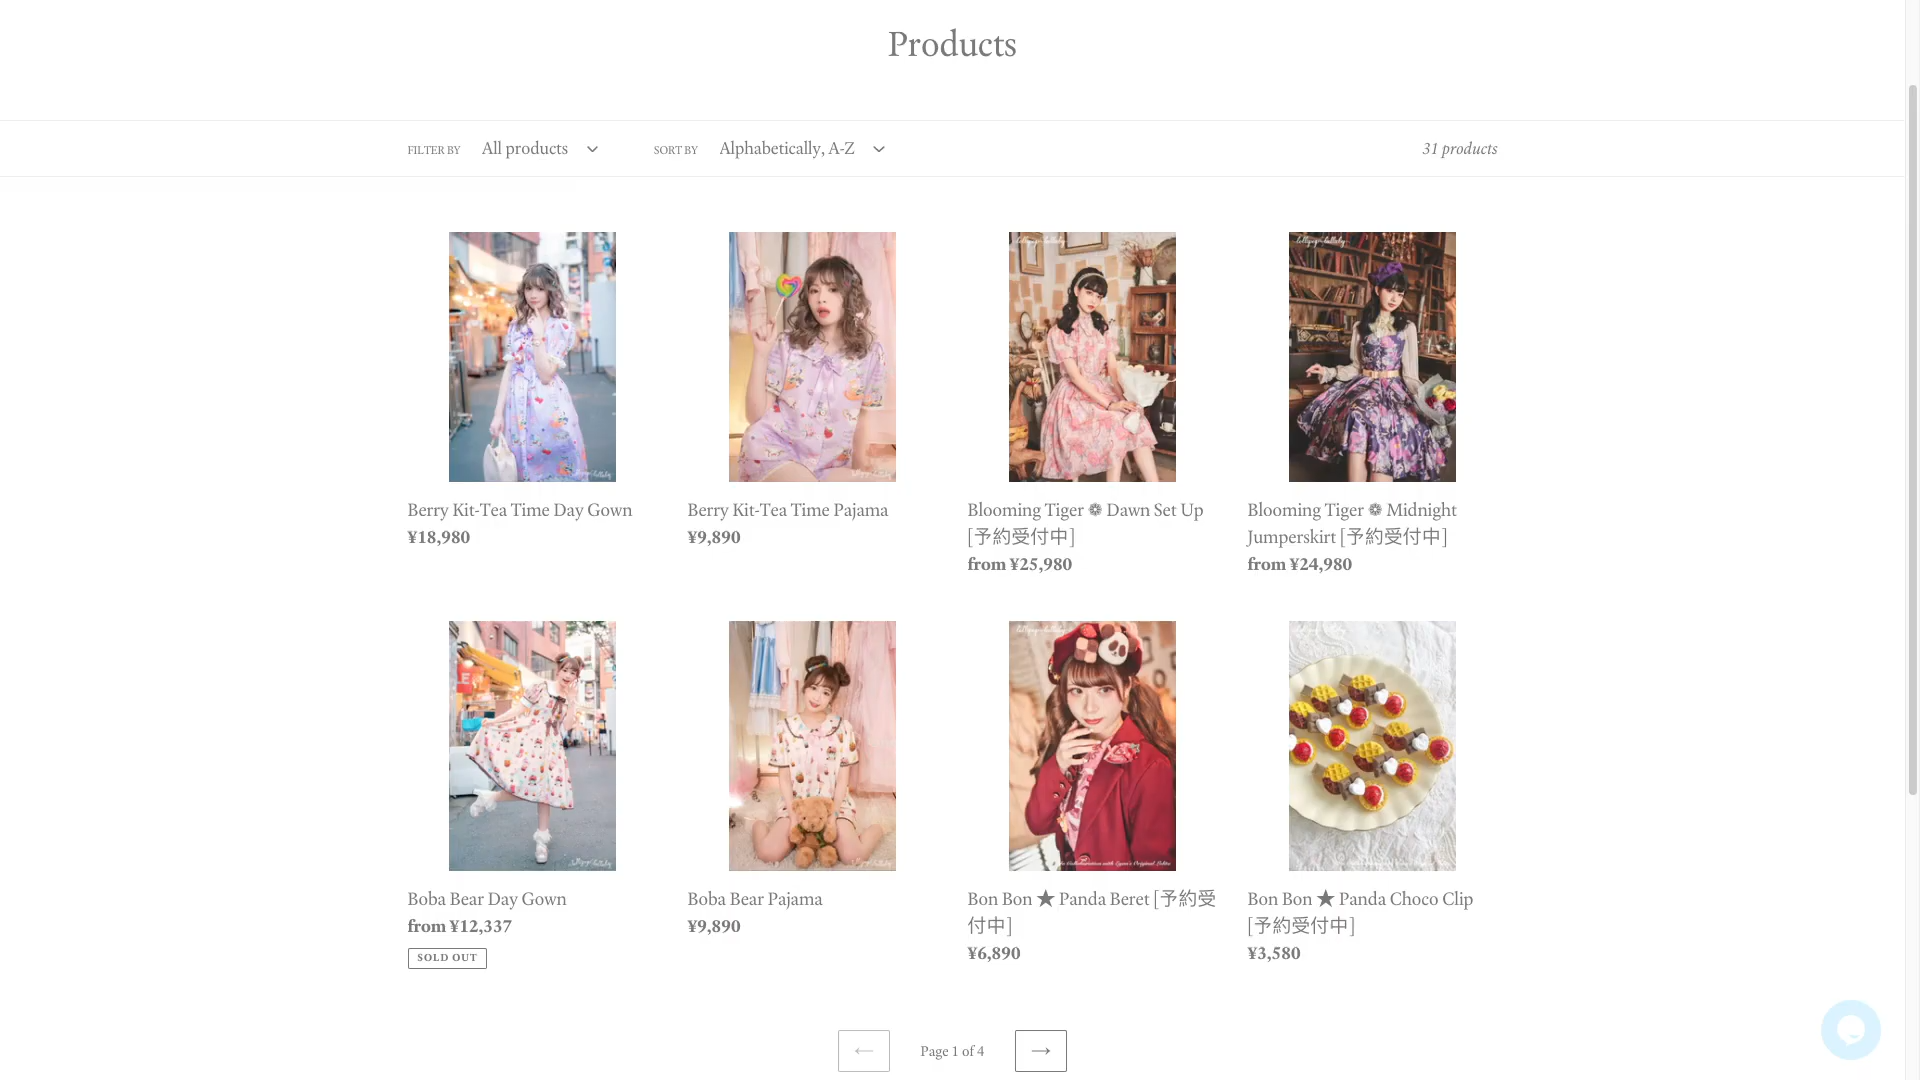 Products
FILTER BY All products SORT BY Alphabetically, A-Z 31 products
Berry Kit-Tea Time Day Gown
¥18,980
Berry Kit-Tea Time Pajama
¥9,890
Blooming Tiger ❁ Dawn Set Up
[予約受付中]
from ¥25,980
Blooming Tiger ❁ Midnight
Jumperskirt [予約受付中]
from ¥24,980
Boba Bear Day Gown
from ¥12,337
SOLD OUT
Boba Bear Pajama
¥9,890
Bon Bon ★ Panda Beret [予約受
付中]
¥6,890
Bon Bon ★ Panda Choco Clip
[予約受付中]
¥3,580
← Page 1 of 4 →